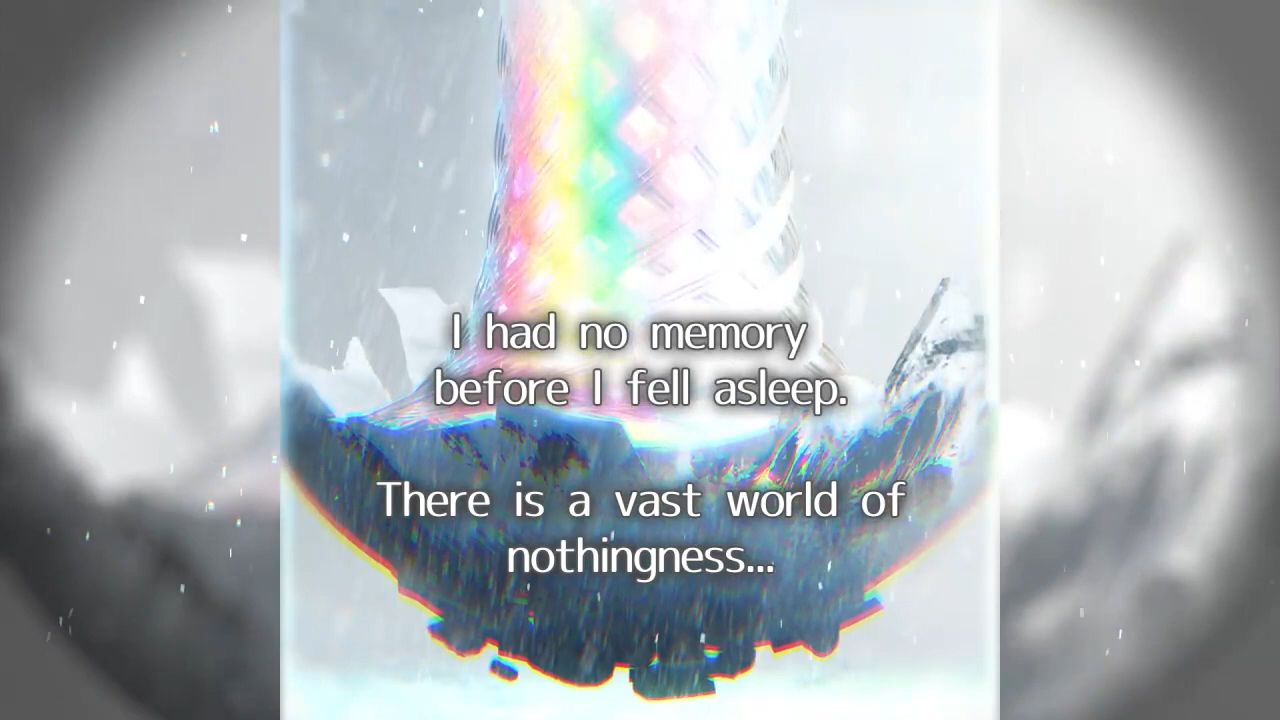 I had no memory
before I fell asleep.
There is a vast world of
nothingness...